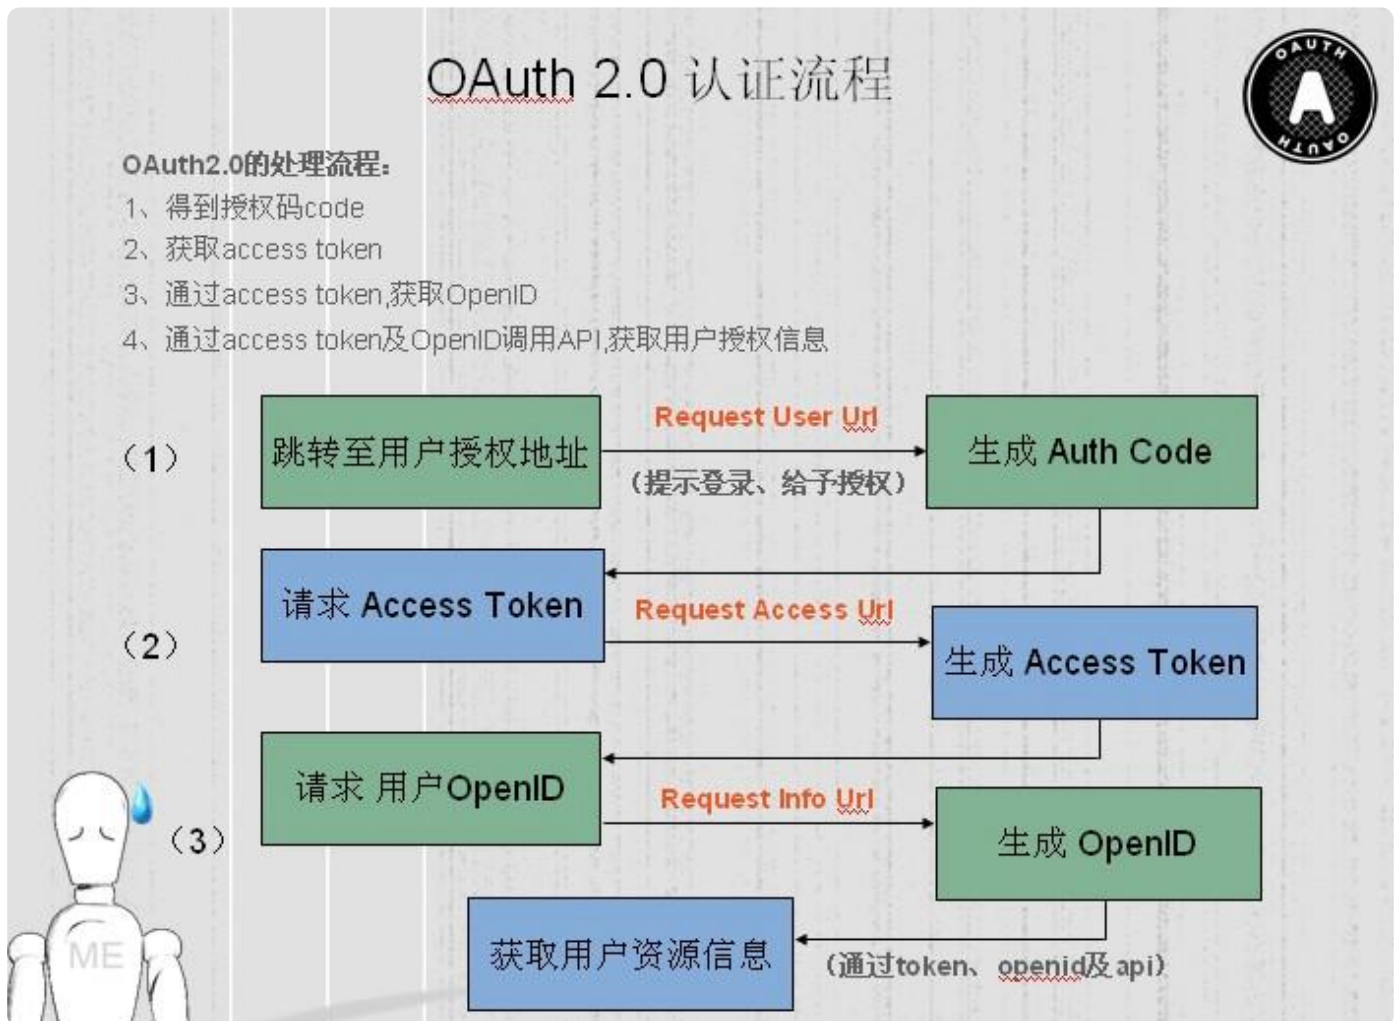 OAuth 2.0 认证流程
OAUTH
A
OAUTH
OAuth2.0的处理流程：
1、得到授权码code
2、获取access token
3、通过access token,获取OpenID
4、通过access token及OpenID调用API,获取用户授权信息
（1）
跳转至用户授权地址
Request User Url
（提示登录、给予授权）
生成 Auth Code
（2）
请求 Access Token
Request Access Url
生成 Access Token
（3）
请求 用户OpenID
Request Info Url
生成 OpenID
获取用户资源信息
（通过token、openid及api）
ME